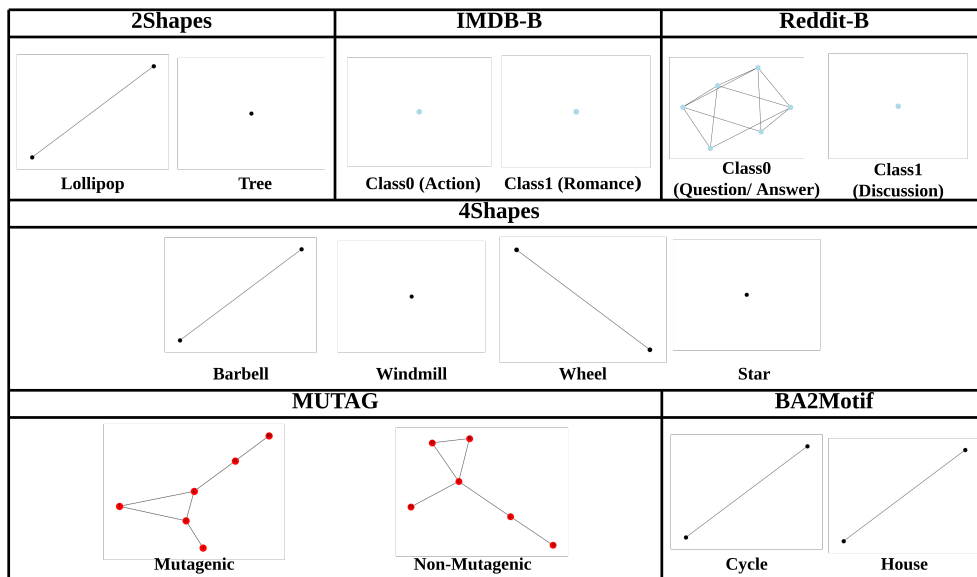 2Shapes
IMDB-B
Reddit-B
Lollipop
Tree
Class0 (Action)
Class1 (Romance)
Class0
(Question/ Answer)
Class1
(Discussion)
4Shapes
Barbell
Windmill
Wheel
Star
MUTAG
BA2Motif
Mutagenic
Non-Mutagenic
Cycle
House